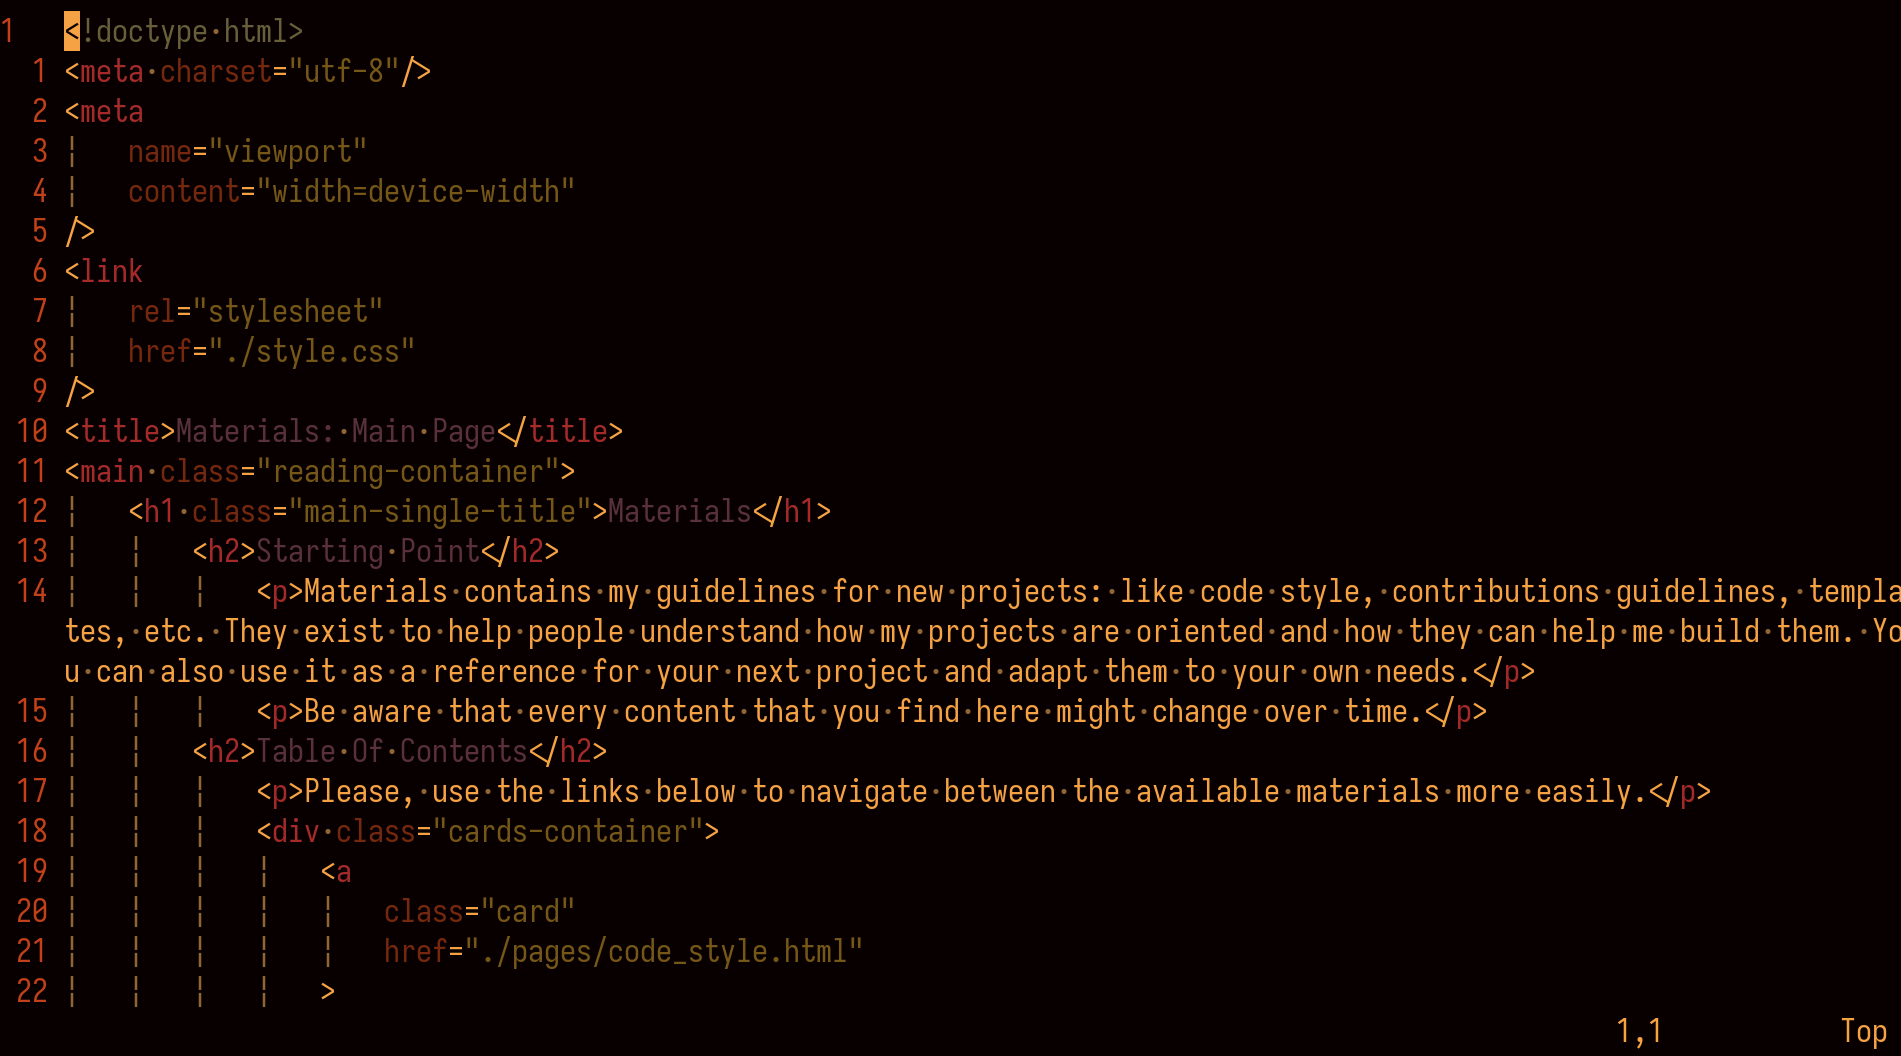 1 <!doctype·html>
1 <meta·charset="utf-8"/>
2 <meta
3 ¦ name="viewport"
4 ¦ content="width=device-width"
5 />
6 <link
7 ¦ rel="stylesheet"
8 ¦ href="./style.css"
9 />
10 <title>Materials:·Main·Page</title>
11 <main·class="reading-container">
12 ¦ <h1·class="main-single-title">Materials</h1>
13 ¦ ¦ <h2>Starting·Point</h2>
14 ¦ ¦ ¦ <p>Materials·contains·my·guidelines·for·new·projects:·like·code·style,·contributions·guidelines,·templa
tes,·etc.·They·exist·to·help·people·understand·how·my·projects·are·oriented·and·how·they·can·help·me·build·them.·Yo
u·can·also·use·it·as·a·reference·for·your·next·project·and·adapt·them·to·your·own·needs.</p>
15 ¦ ¦ ¦ <p>Be·aware·that·every·content·that·you·find·here·might·change·over·time.</p>
16 ¦ ¦ <h2>Table·Of·Contents</h2>
17 ¦ ¦ ¦ <p>Please,·use·the·links·below·to·navigate·between·the·available·materials·more·easily.</p>
18 ¦ ¦ ¦ <div·class="cards-container">
19 ¦ ¦ ¦ ¦ <a
20 ¦ ¦ ¦ ¦ ¦ class="card"
21 ¦ ¦ ¦ ¦ ¦ href="./pages/code_style.html"
22 ¦ ¦ ¦ ¦ >
1,1 Top